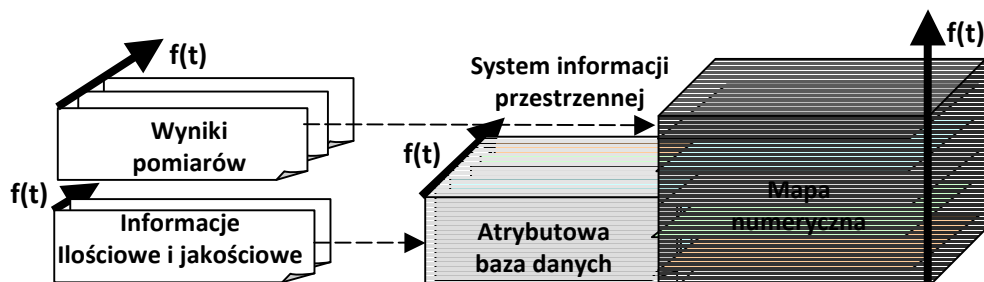 f(t)
Wyniki
pomiarów
f(t)
Informacje
Ilościowe i jakościowe
System informacji
przestrzennej
f(t)
Atrybutowa
baza danych
f(t)
Mapa
numeryczna